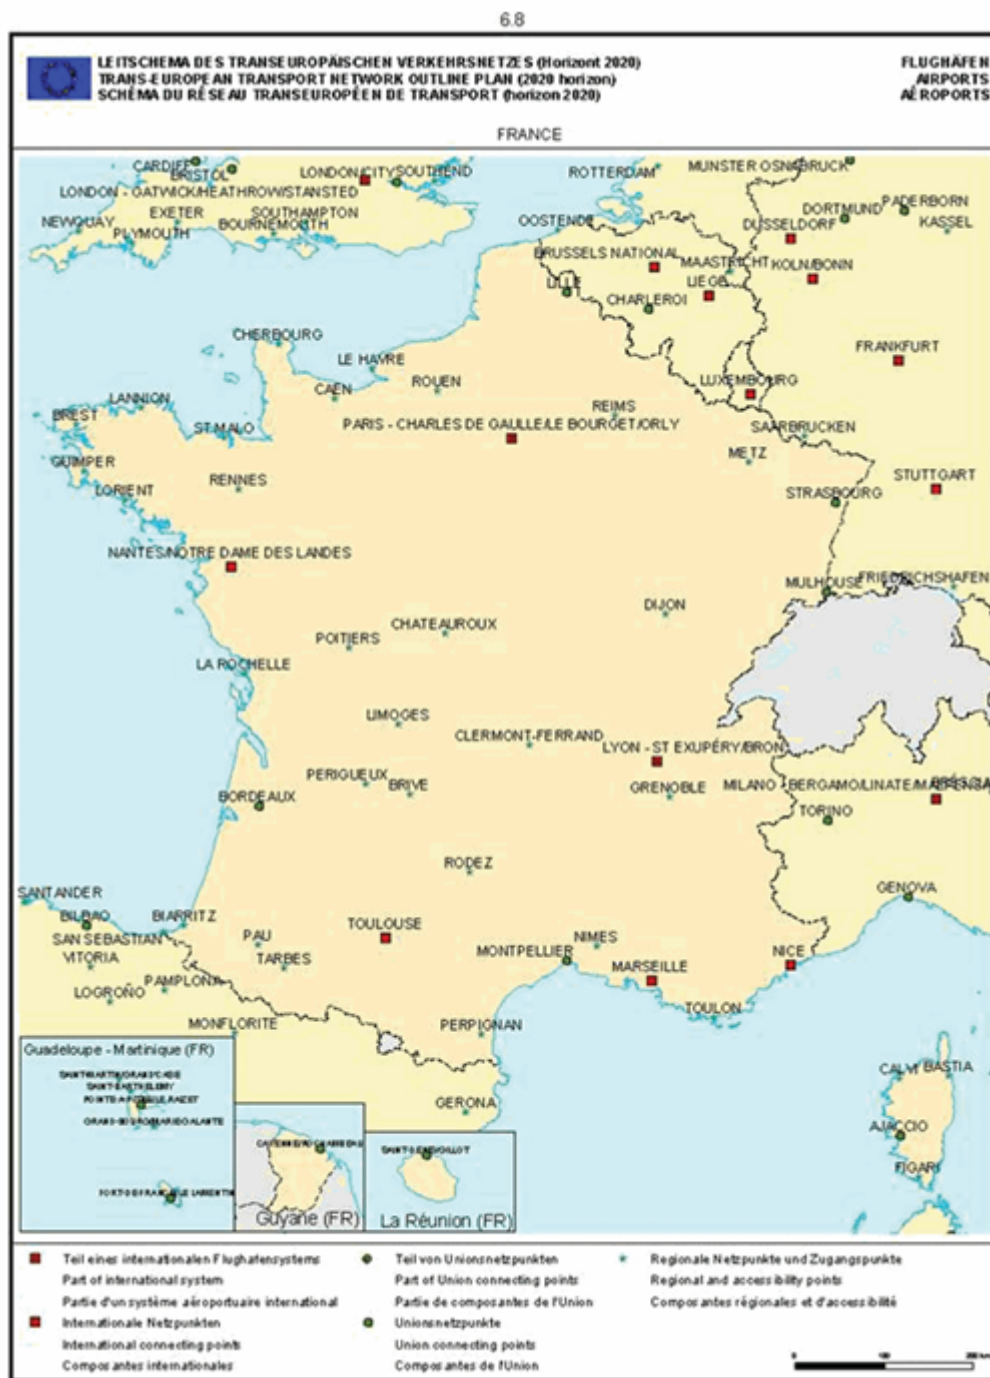 6.8
LEITSCHEMA DES TRANSEUROPÄISCHEN VERKEHRSNETZES (Horizont 2020)
TRANS-EUROPEAN TRANSPORT NETWORK OUTLINE PLAN (2020 horizon)
SCHÉMA DU RÉSEAU TRANSEUROPÉEN DE TRANSPORT (horizon 2020)
FLUGHÄFEN
AIRPORTS
AÉROPORTS
FRANCE
CARDIFF
BRISTOL
LONDON/CITY
SOUTHEND
ROTTERDAM
MUNSTER OSNABRUCK
LONDON - GATWICK/HEATHROW/STANSTED
NEWQUAY
EXETER
SOUTHAMPTON
BOURNEMOUTH
PLYMOUTH
OOSTENDE
DORTMUND
PADERBORN
DUSSELDORF
KASSEL
BRUSSELS NATIONAL
MAASTRICHT
KOLN/BONN
LILLE
LIEGE
CHARLEROI
CHERBOURG
FRANKFURT
LE HAVRE
CAEN
ROUEN
LUXEMBOURG
LANNION
BREST
REIMS
ST MALO
PARIS - CHARLES DE GAULLE/LE BOURGET/ORLY
SAARBRUCKEN
METZ
QUIMPER
RENNES
STUTTGART
LORIENT
STRASBOURG
NANTES/NOTRE DAME DES LANDES
MULHOUSE
FRIEDRICHSHAFEN
DIJON
CHATEAUROUX
POITIERS
LA ROCHELLE
LIMOGES
CLERMONT-FERRAND
LYON - ST EXUPÉRY/BRON
PERIGUEUX
BRIVE
GRENOBLE
MILANO - BERGAMO/LINATE/MALPENSA
BORDEAUX
TORINO
RODEZ
SANTANDER
GENOVA
BILBAO
BIARRITZ
TOULOUSE
SAN SEBASTIAN
PAU
NIMES
MONTPELLIER
NICE
VITORIA
TARBES
MARSEILLE
PAMPLONA
LOGROÑO
TOULON
MONFLORITE
PERPIGNAN
Guadeloupe - Martinique (FR)
CALVI
BASTIA
GERONA
AJACCIO
FIGARI
Guyane (FR)
La Réunion (FR)
Teil eines internationalen Flughafensystems
Part of international system
Partie d'un système aéroportuaire international
Internationale Netzpunkten
International connecting points
Composantes internationales
Teil von Unionsnetzpunkten
Part of Union connecting points
Partie de composantes de l'Union
Unionsnetzpunkte
Union connecting points
Composantes de l'Union
Regionale Netzpunkte und Zugangspunkte
Regional and accessibility points
Composantes régionales et d'accessibilité
0 100 200 km